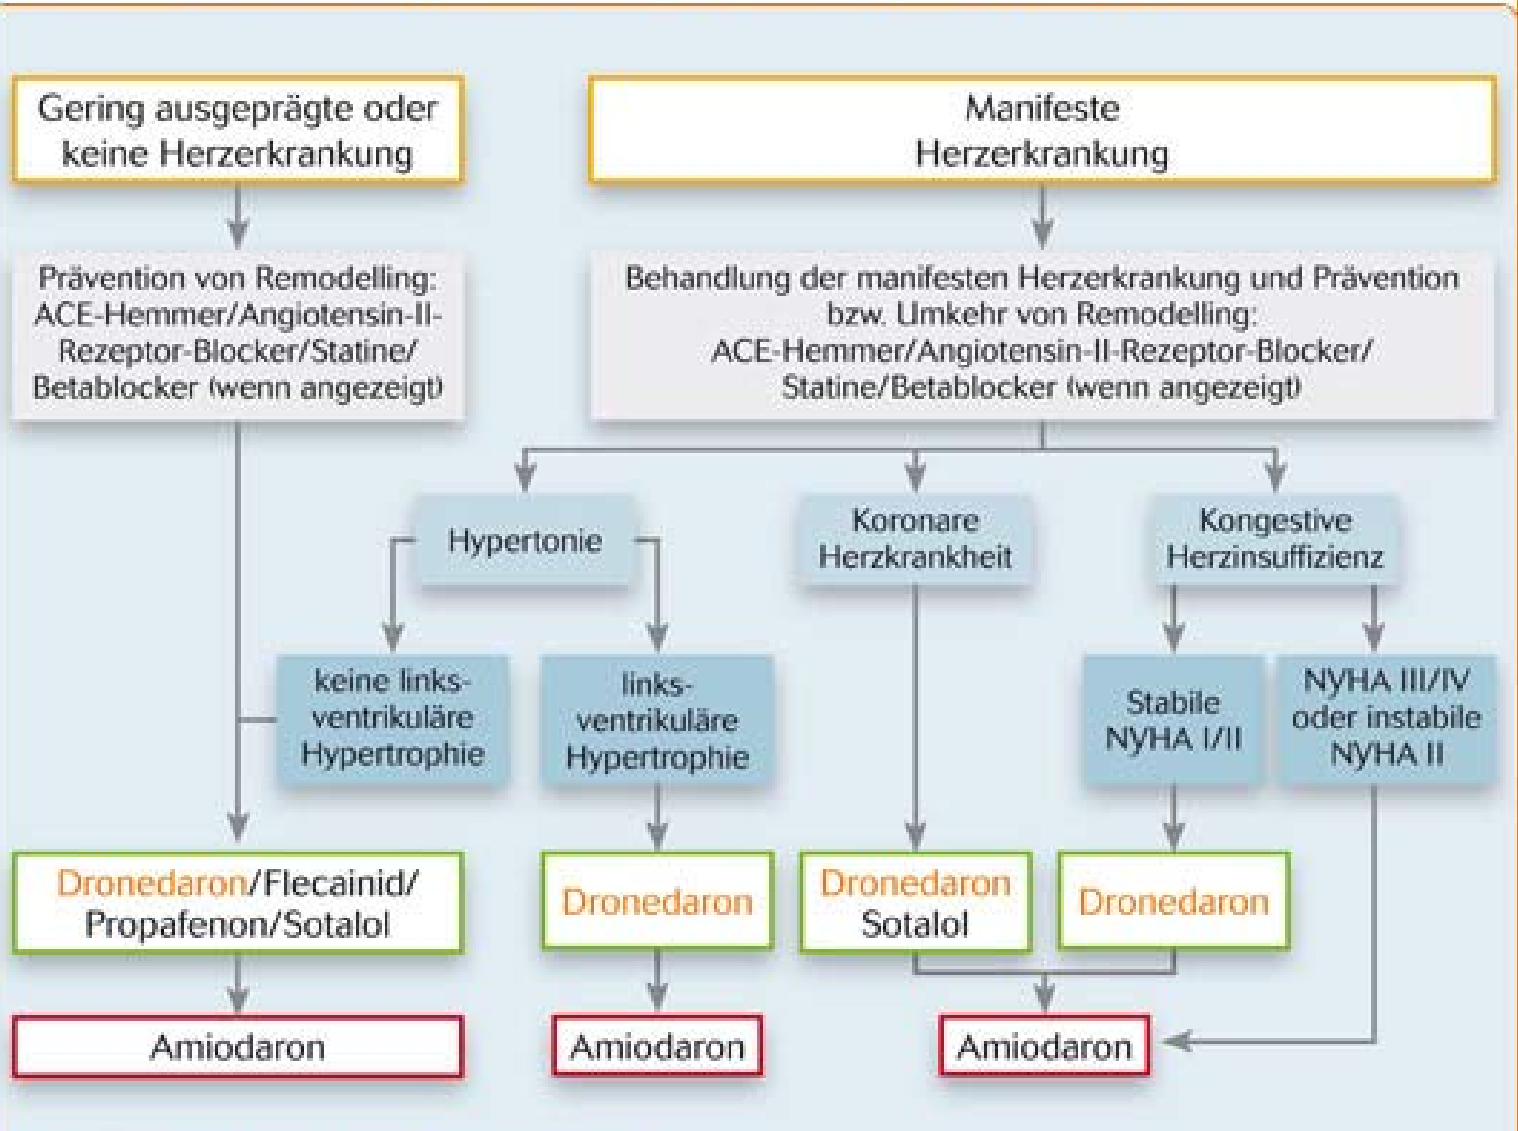 Gering ausgeprägte oder
keine Herzerkrankung
Manifeste
Herzerkrankung
Prävention von Remodelling:
ACE-Hemmer/Angiotensin-II-
Rezeptor-Blocker/Statine/
Betablocker (wenn angezeigt)
Behandlung der manifesten Herzerkrankung und Prävention
bzw. Umkehr von Remodelling:
ACE-Hemmer/Angiotensin-II-Rezeptor-Blocker/
Statine/Betablocker (wenn angezeigt)
Hypertonie
Koronare
Herzkrankheit
Kongestive
Herzinsuffizienz
keine links-
ventrikuläre
Hypertrophie
links-
ventrikuläre
Hypertrophie
Stabile
NYHA I/II
NYHA III/IV
oder instabile
NYHA II
Dronedaron/Flecainid/
Propafenon/Sotalol
Dronedaron
Dronedaron
Sotalol
Dronedaron
Amiodaron
Amiodaron
Amiodaron